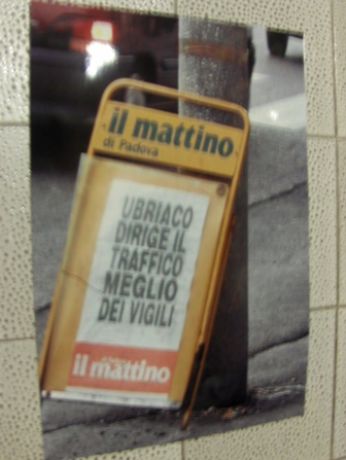 il mattino
di Padova
UBRIACO
DIRIGE IL
TRAFFICO
MEGLIO
DEI VIGILI
il mattino